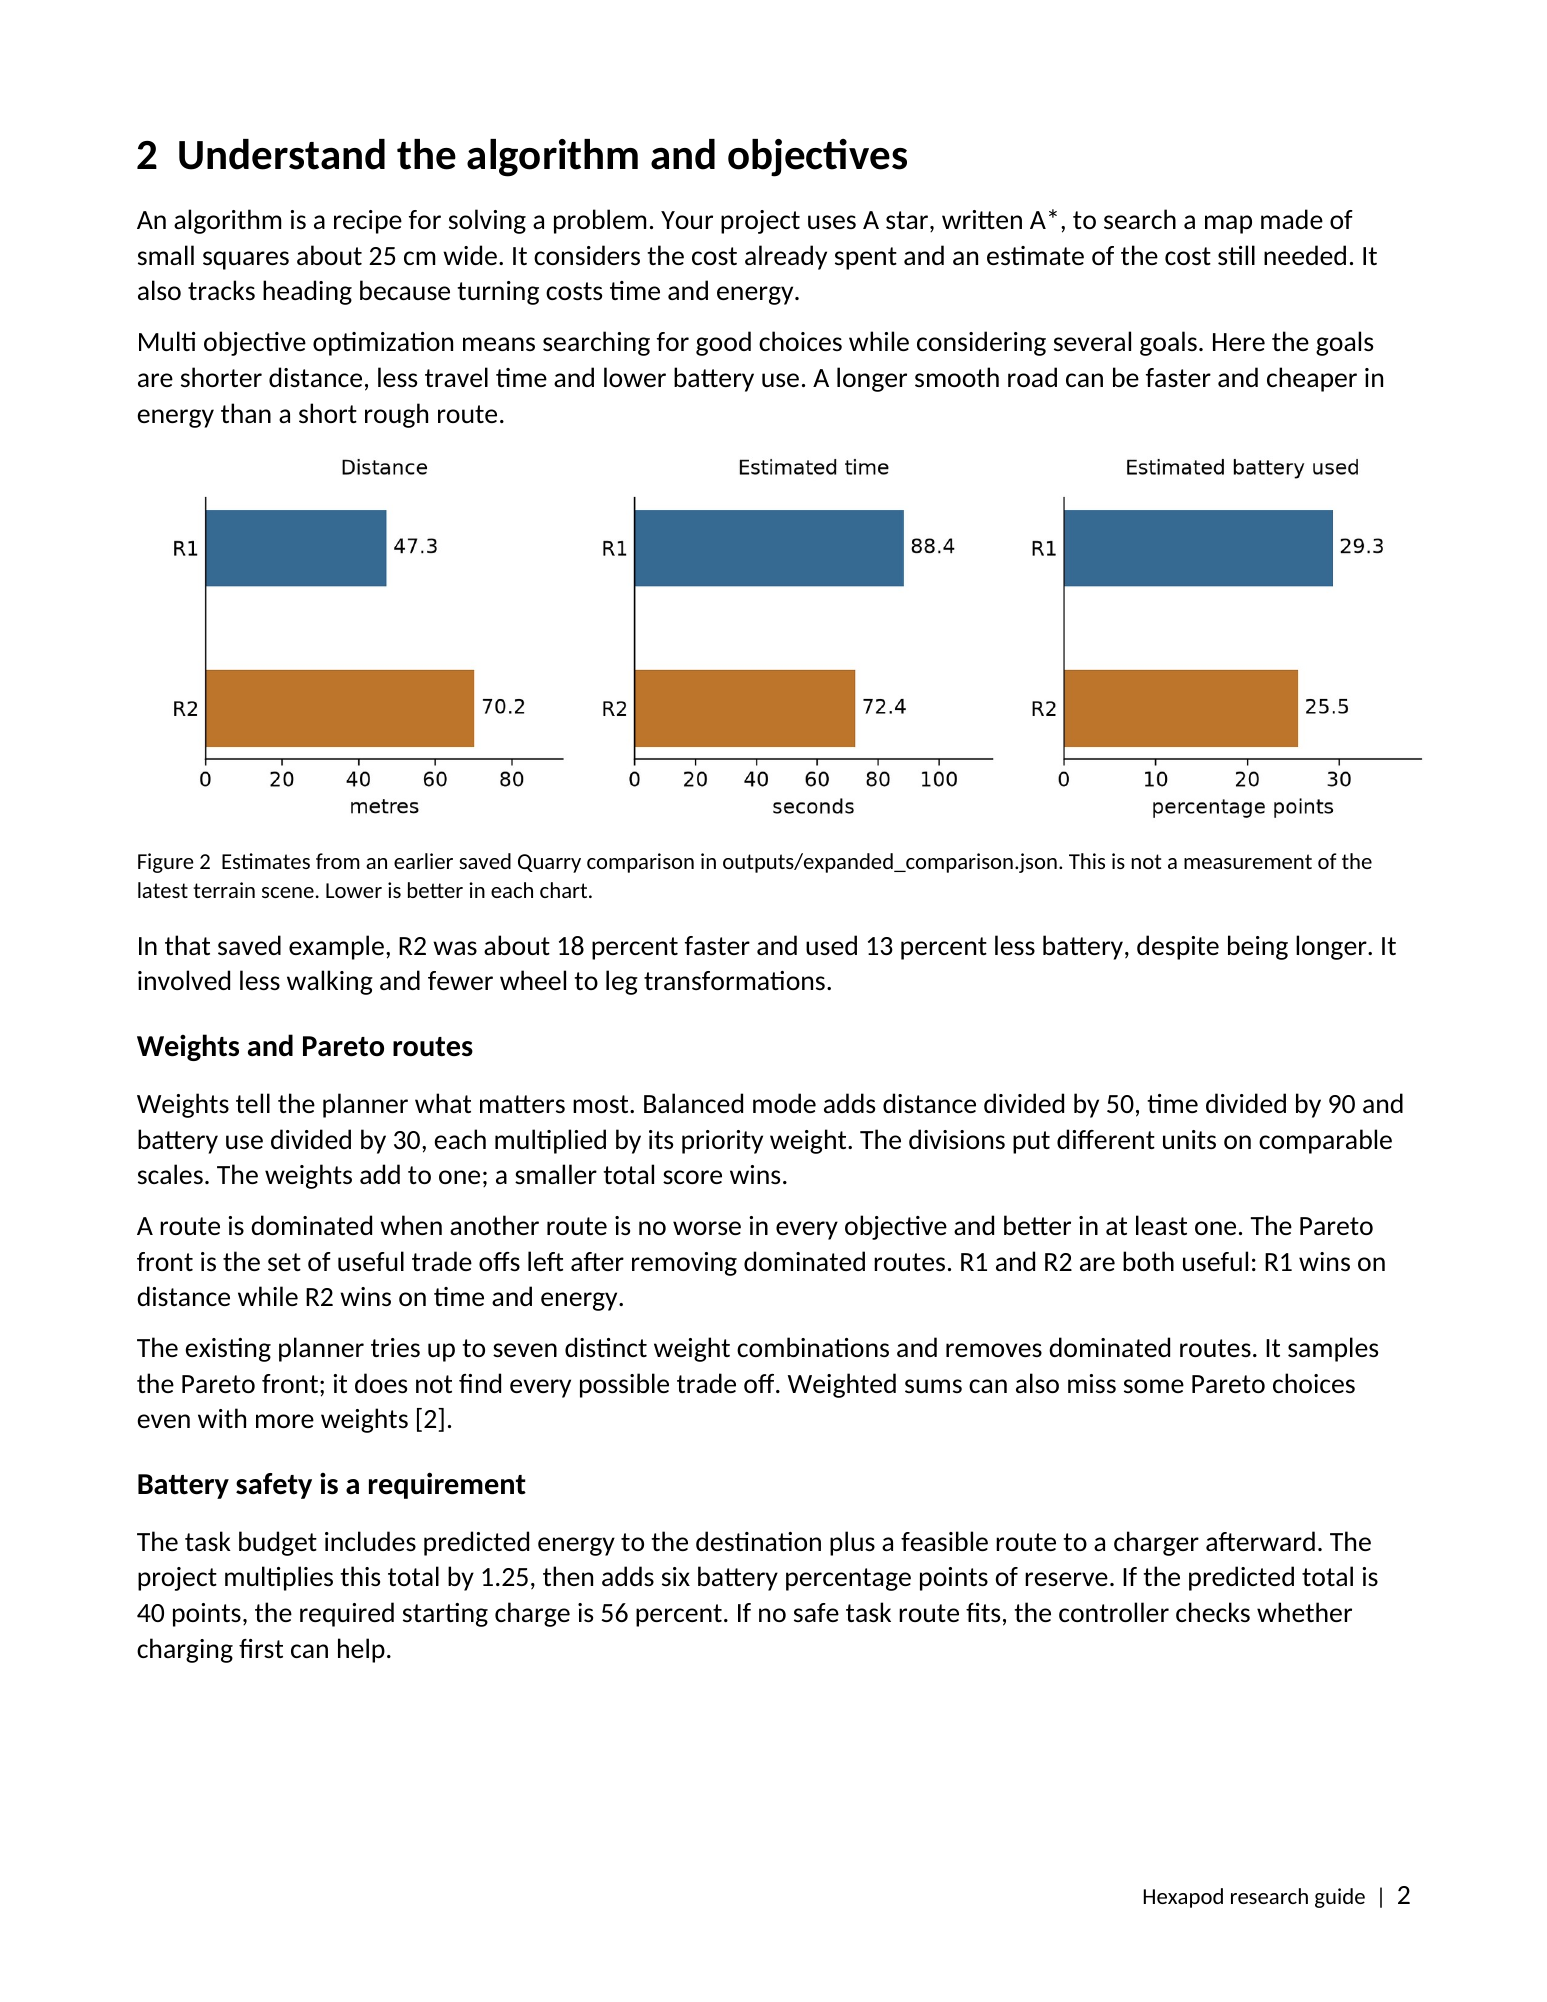 2 Understand the algorithm and objectives
An algorithm is a recipe for solving a problem. Your project uses A star, written A*, to search a map made of
small squares about 25 cm wide. It considers the cost already spent and an estimate of the cost still needed. It
also tracks heading because turning costs time and energy.
Multi objective optimization means searching for good choices while considering several goals. Here the goals
are shorter distance, less travel time and lower battery use. A longer smooth road can be faster and cheaper in
energy than a short rough route.
Distance
R1
47.3
R2
70.2
0 20 40 60 80
metres
Estimated time
R1
88.4
R2
72.4
0 20 40 60 80 100
seconds
Estimated battery used
R1
29.3
R2
25.5
0 10 20 30
percentage points
Figure 2 Estimates from an earlier saved Quarry comparison in outputs/expanded_comparison.json. This is not a measurement of the
latest terrain scene. Lower is better in each chart.
In that saved example, R2 was about 18 percent faster and used 13 percent less battery, despite being longer. It
involved less walking and fewer wheel to leg transformations.
Weights and Pareto routes
Weights tell the planner what matters most. Balanced mode adds distance divided by 50, time divided by 90 and
battery use divided by 30, each multiplied by its priority weight. The divisions put different units on comparable
scales. The weights add to one; a smaller total score wins.
A route is dominated when another route is no worse in every objective and better in at least one. The Pareto
front is the set of useful trade offs left after removing dominated routes. R1 and R2 are both useful: R1 wins on
distance while R2 wins on time and energy.
The existing planner tries up to seven distinct weight combinations and removes dominated routes. It samples
the Pareto front; it does not find every possible trade off. Weighted sums can also miss some Pareto choices
even with more weights [2].
Battery safety is a requirement
The task budget includes predicted energy to the destination plus a feasible route to a charger afterward. The
project multiplies this total by 1.25, then adds six battery percentage points of reserve. If the predicted total is
40 points, the required starting charge is 56 percent. If no safe task route fits, the controller checks whether
charging first can help.
Hexapod research guide | 2